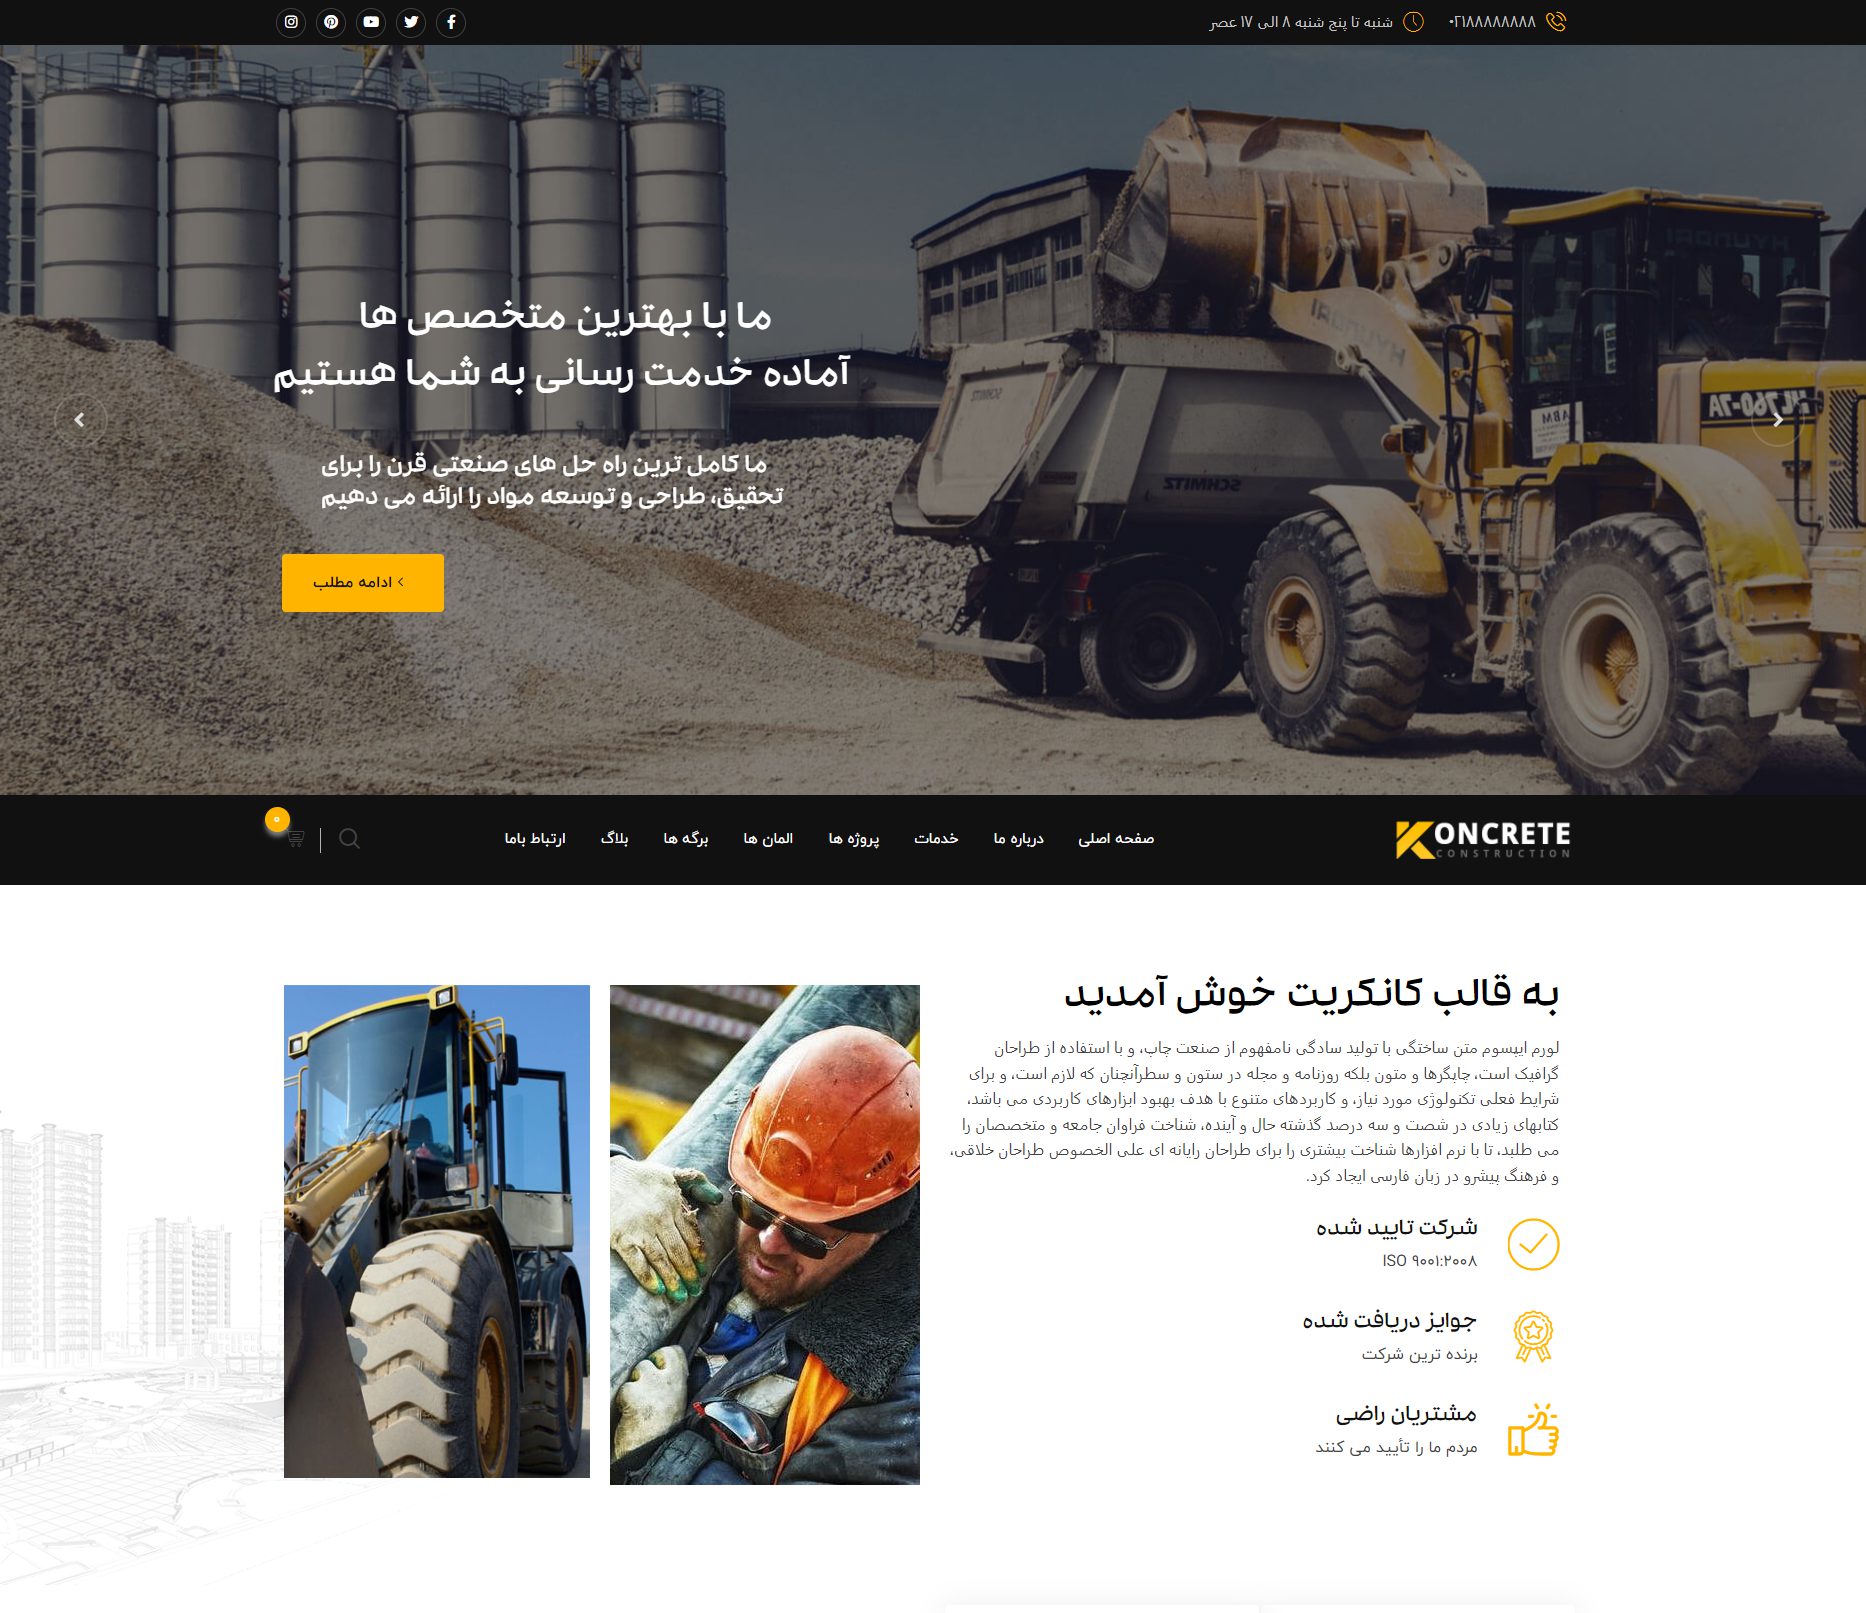 ۰۲۱۸۸۸۸۸۸۸۸
شنبه تا پنج شنبه ۸ الی ۱۷ عصر
ما با بهترین متخصص ها
آماده خدمت رسانی به شما هستیم
ما کامل ترین راه حل های صنعتی قرن را برای
تحقیق، طراحی و توسعه مواد را ارائه می دهیم
ادامه مطلب
HYUNDAI
HL760-7A
ABM
SCHMITZ
SCHMITZ
KONCRETE
CONSTRUCTION
صفحه اصلی
درباره ما
خدمات
پروژه ها
المان ها
برگه ها
بلاگ
ارتباط باما
۰
به قالب کانکریت خوش آمدید
لورم ایپسوم متن ساختگی با تولید سادگی نامفهوم از صنعت چاپ، و با استفاده از طراحان
گرافیک است، چاپگرها و متون بلکه روزنامه و مجله در ستون و سطرآنچنان که لازم است، و برای
شرایط فعلی تکنولوژی مورد نیاز، و کاربردهای متنوع با هدف بهبود ابزارهای کاربردی می باشد،
کتابهای زیادی در شصت و سه درصد گذشته حال و آینده، شناخت فراوان جامعه و متخصصان را
می طلبد، تا با نرم افزارها شناخت بیشتری را برای طراحان رایانه ای علی الخصوص طراحان خلاقی،
و فرهنگ پیشرو در زبان فارسی ایجاد کرد.
شرکت تایید شده
ISO ۹۰۰۱:۲۰۰۸
جوایز دریافت شده
برنده ترین شرکت
مشتریان راضی
مردم ما را تأیید می کنند